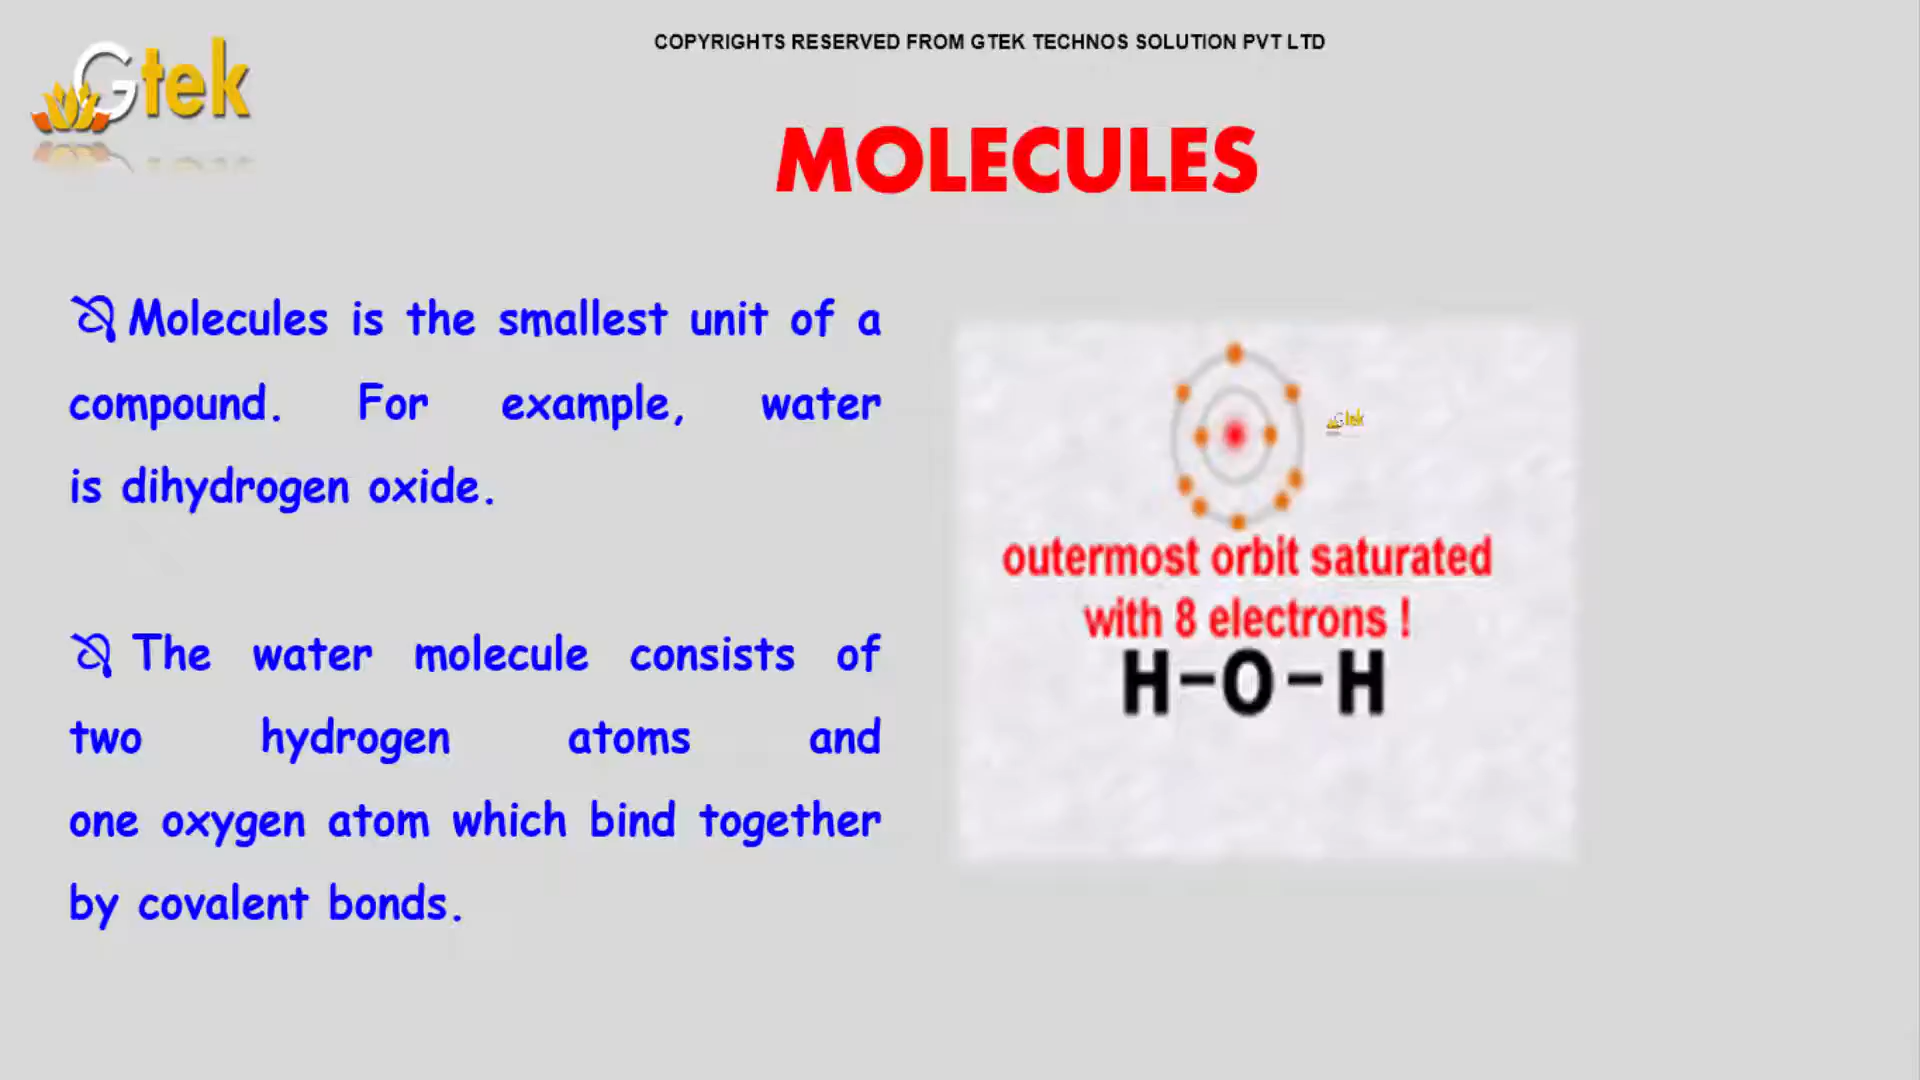 COPYRIGHTS RESERVED FROM GTEK TECHNOS SOLUTION PVT LTD
Gtek
MOLECULES
Molecules is the smallest unit of a
compound. For example, water
is dihydrogen oxide.
The water molecule consists of
two hydrogen atoms and
one oxygen atom which bind together
by covalent bonds.
Gtek
outermost orbit saturated
with 8 electrons !
H-O-H